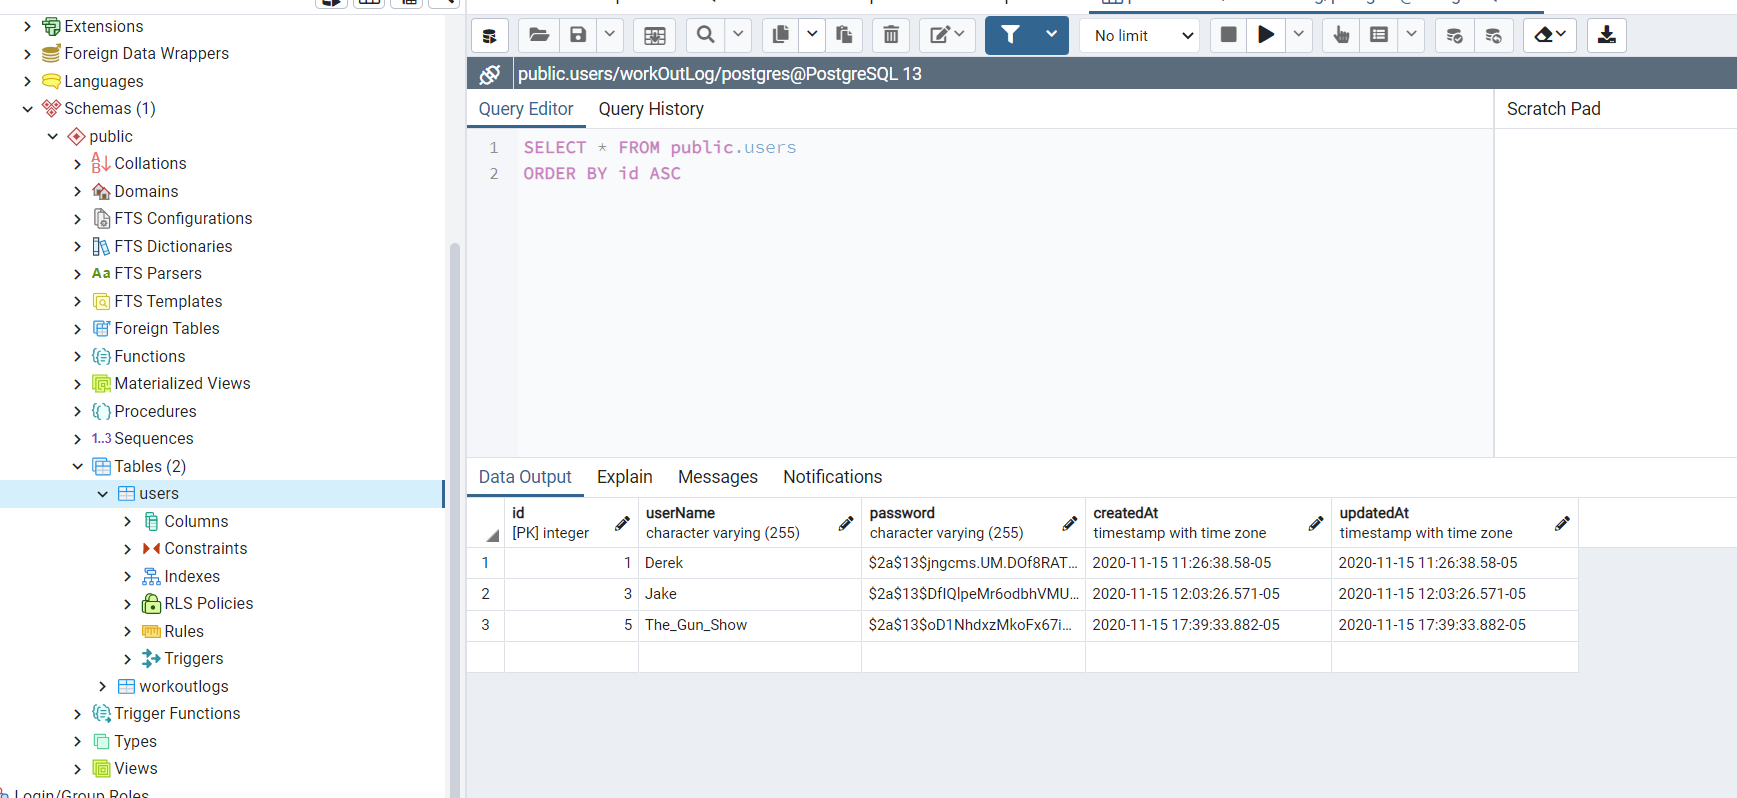 Extensions
Foreign Data Wrappers
Languages
Schemas (1)
public
Collations
Domains
FTS Configurations
FTS Dictionaries
Aa FTS Parsers
FTS Templates
Foreign Tables
Functions
Materialized Views
Procedures
1..3 Sequences
Tables (2)
users
Columns
Constraints
Indexes
RLS Policies
Rules
Triggers
workoutlogs
Trigger Functions
Types
Views
Login/Group Roles
No limit
public.users/workOutLog/postgres@PostgreSQL 13
Query Editor Query History
Scratch Pad
1 SELECT * FROM public.users
2 ORDER BY id ASC
Data Output Explain Messages Notifications
id userName password createdAt updatedAt
[PK] integer character varying (255) character varying (255) timestamp with time zone timestamp with time zone
1 1 Derek $2a$13$jngcms.UM.DOf8RAT... 2020-11-15 11:26:38.58-05 2020-11-15 11:26:38.58-05
2 3 Jake $2a$13$DfIQlpeMr6odbhVMU... 2020-11-15 12:03:26.571-05 2020-11-15 12:03:26.571-05
3 5 The_Gun_Show $2a$13$oD1NhdxzMkoFx67i... 2020-11-15 17:39:33.882-05 2020-11-15 17:39:33.882-05